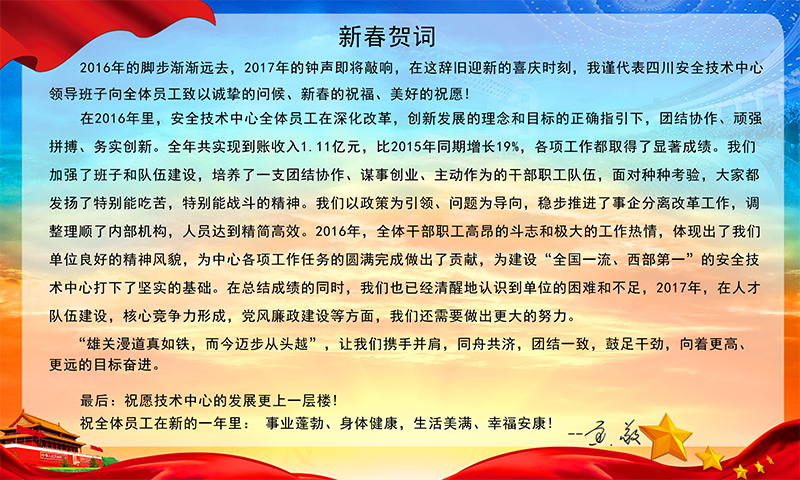 新春贺词
2016年的脚步渐渐远去，2017年的钟声即将敲响，在这辞旧迎新的喜庆时刻，我谨代表四川安全技术中心
领导班子向全体员工致以诚挚的问候、新春的祝福、美好的祝愿！
在2016年里，安全技术中心全体员工在深化改革，创新发展的理念和目标的正确指引下，团结协作、顽强
拼搏、务实创新。全年共实现到账收入1.11亿元，比2015年同期增长19%，各项工作都取得了显著成绩。我们
加强了班子和队伍建设，培养了一支团结协作、谋事创业、主动作为的干部职工队伍，面对种种考验，大家都
发扬了特别能吃苦，特别能战斗的精神。我们以政策为引领、问题为导向，稳步推进了事企分离改革工作，调
整理顺了内部机构，人员达到精简高效。2016年，全体干部职工高昂的斗志和极大的工作热情，体现出了我们
单位良好的精神风貌，为中心各项工作任务的圆满完成做出了贡献，为建设“全国一流、西部第一”的安全技
术中心打下了坚实的基础。在总结成绩的同时，我们也已经清醒地认识到单位的困难和不足，2017年，在人才
队伍建设，核心竞争力形成，党风廉政建设等方面，我们还需要做出更大的努力。
“雄关漫道真如铁，而今迈步从头越”，让我们携手并肩，同舟共济，团结一致，鼓足干劲，向着更高、
更远的目标奋进。
最后：祝愿技术中心的发展更上一层楼！
祝全体员工在新的一年里： 事业蓬勃、身体健康，生活美满、幸福安康！